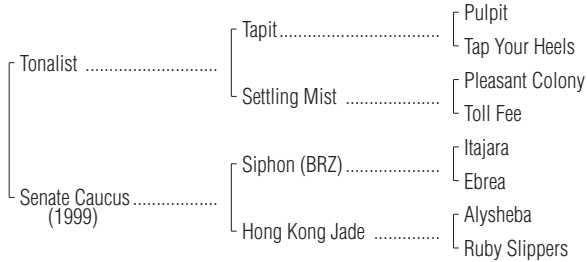 Pulpit
Tapit
Tap Your Heels
Tonalist
Pleasant Colony
Settling Mist
Toll Fee
Itajara
Siphon (BRZ)
Ebrea
Senate Caucus
(1999)
Alysheba
Hong Kong Jade
Ruby Slippers